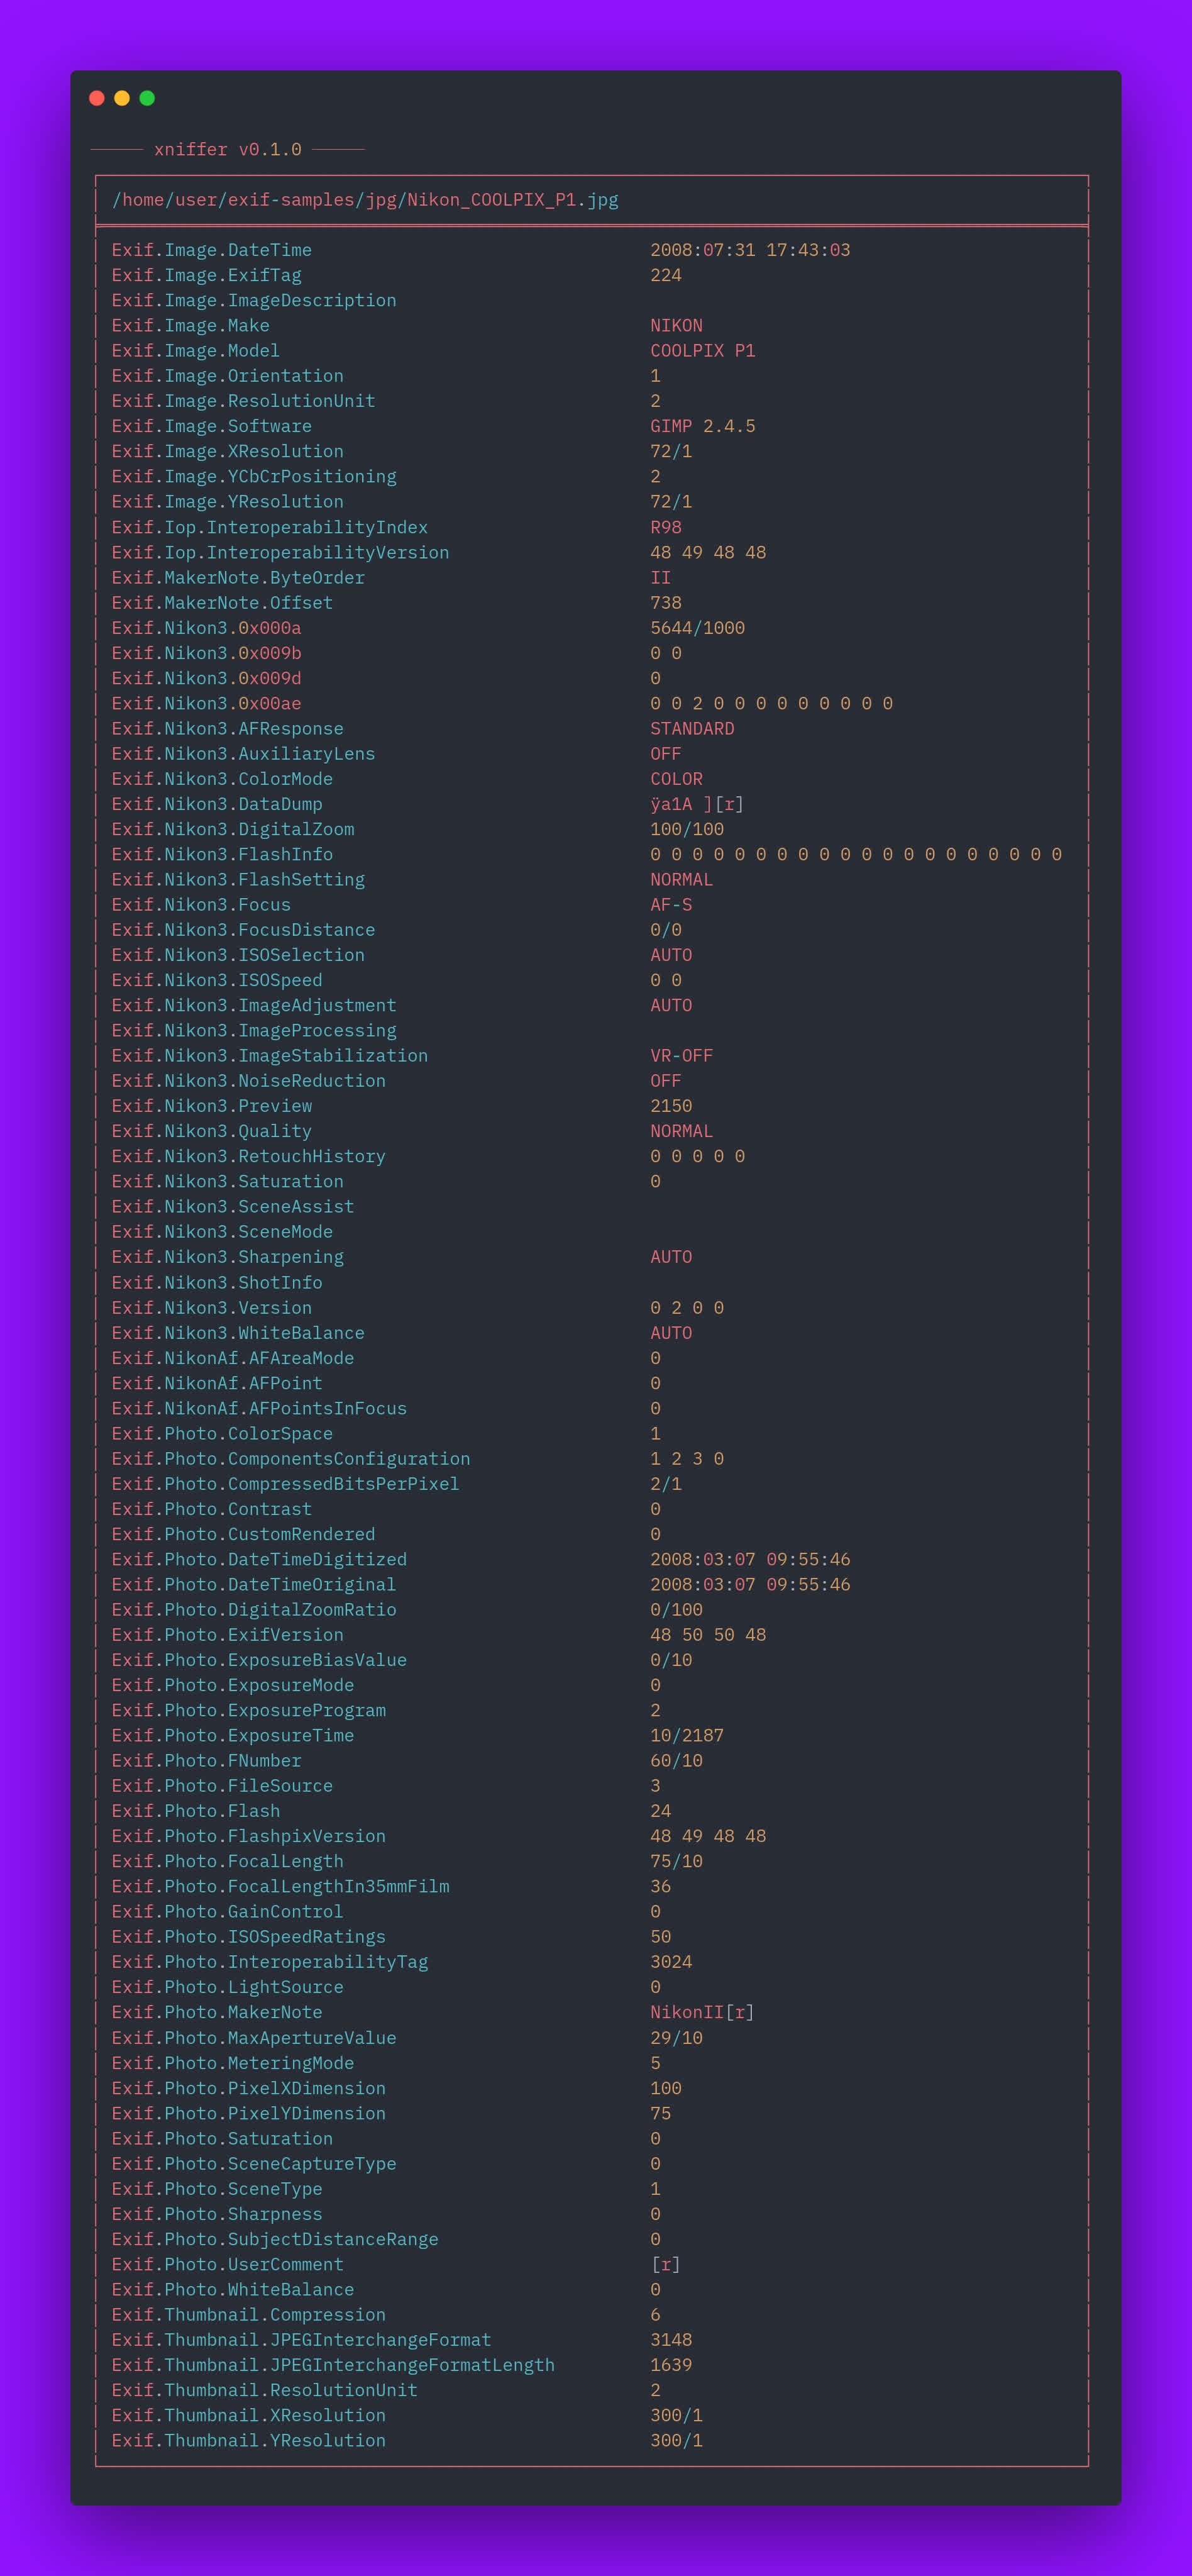 xniffer v0.1.0
/home/user/exif-samples/jpg/Nikon_COOLPIX_P1.jpg
Exif.Image.DateTime 2008:07:31 17:43:03
Exif.Image.ExifTag 224
Exif.Image.ImageDescription
Exif.Image.Make NIKON
Exif.Image.Model COOLPIX P1
Exif.Image.Orientation 1
Exif.Image.ResolutionUnit 2
Exif.Image.Software GIMP 2.4.5
Exif.Image.XResolution 72/1
Exif.Image.YCbCrPositioning 2
Exif.Image.YResolution 72/1
Exif.Iop.InteroperabilityIndex R98
Exif.Iop.InteroperabilityVersion 48 49 48 48
Exif.MakerNote.ByteOrder II
Exif.MakerNote.Offset 738
Exif.Nikon3.0x000a 5644/1000
Exif.Nikon3.0x009b 0 0
Exif.Nikon3.0x009d 0
Exif.Nikon3.0x00ae 0 0 2 0 0 0 0 0 0 0 0 0
Exif.Nikon3.AFResponse STANDARD
Exif.Nikon3.AuxiliaryLens OFF
Exif.Nikon3.ColorMode COLOR
Exif.Nikon3.DataDump ÿa1A ][r]
Exif.Nikon3.DigitalZoom 100/100
Exif.Nikon3.FlashInfo 0 0 0 0 0 0 0 0 0 0 0 0 0 0 0 0 0 0 0 0
Exif.Nikon3.FlashSetting NORMAL
Exif.Nikon3.Focus AF-S
Exif.Nikon3.FocusDistance 0/0
Exif.Nikon3.ISOSelection AUTO
Exif.Nikon3.ISOSpeed 0 0
Exif.Nikon3.ImageAdjustment AUTO
Exif.Nikon3.ImageProcessing
Exif.Nikon3.ImageStabilization VR-OFF
Exif.Nikon3.NoiseReduction OFF
Exif.Nikon3.Preview 2150
Exif.Nikon3.Quality NORMAL
Exif.Nikon3.RetouchHistory 0 0 0 0 0
Exif.Nikon3.Saturation 0
Exif.Nikon3.SceneAssist
Exif.Nikon3.SceneMode
Exif.Nikon3.Sharpening AUTO
Exif.Nikon3.ShotInfo
Exif.Nikon3.Version 0 2 0 0
Exif.Nikon3.WhiteBalance AUTO
Exif.NikonAf.AFAreaMode 0
Exif.NikonAf.AFPoint 0
Exif.NikonAf.AFPointsInFocus 0
Exif.Photo.ColorSpace 1
Exif.Photo.ComponentsConfiguration 1 2 3 0
Exif.Photo.CompressedBitsPerPixel 2/1
Exif.Photo.Contrast 0
Exif.Photo.CustomRendered 0
Exif.Photo.DateTimeDigitized 2008:03:07 09:55:46
Exif.Photo.DateTimeOriginal 2008:03:07 09:55:46
Exif.Photo.DigitalZoomRatio 0/100
Exif.Photo.ExifVersion 48 50 50 48
Exif.Photo.ExposureBiasValue 0/10
Exif.Photo.ExposureMode 0
Exif.Photo.ExposureProgram 2
Exif.Photo.ExposureTime 10/2187
Exif.Photo.FNumber 60/10
Exif.Photo.FileSource 3
Exif.Photo.Flash 24
Exif.Photo.FlashpixVersion 48 49 48 48
Exif.Photo.FocalLength 75/10
Exif.Photo.FocalLengthIn35mmFilm 36
Exif.Photo.GainControl 0
Exif.Photo.ISOSpeedRatings 50
Exif.Photo.InteroperabilityTag 3024
Exif.Photo.LightSource 0
Exif.Photo.MakerNote NikonII[r]
Exif.Photo.MaxApertureValue 29/10
Exif.Photo.MeteringMode 5
Exif.Photo.PixelXDimension 100
Exif.Photo.PixelYDimension 75
Exif.Photo.Saturation 0
Exif.Photo.SceneCaptureType 0
Exif.Photo.SceneType 1
Exif.Photo.Sharpness 0
Exif.Photo.SubjectDistanceRange 0
Exif.Photo.UserComment [r]
Exif.Photo.WhiteBalance 0
Exif.Thumbnail.Compression 6
Exif.Thumbnail.JPEGInterchangeFormat 3148
Exif.Thumbnail.JPEGInterchangeFormatLength 1639
Exif.Thumbnail.ResolutionUnit 2
Exif.Thumbnail.XResolution 300/1
Exif.Thumbnail.YResolution 300/1